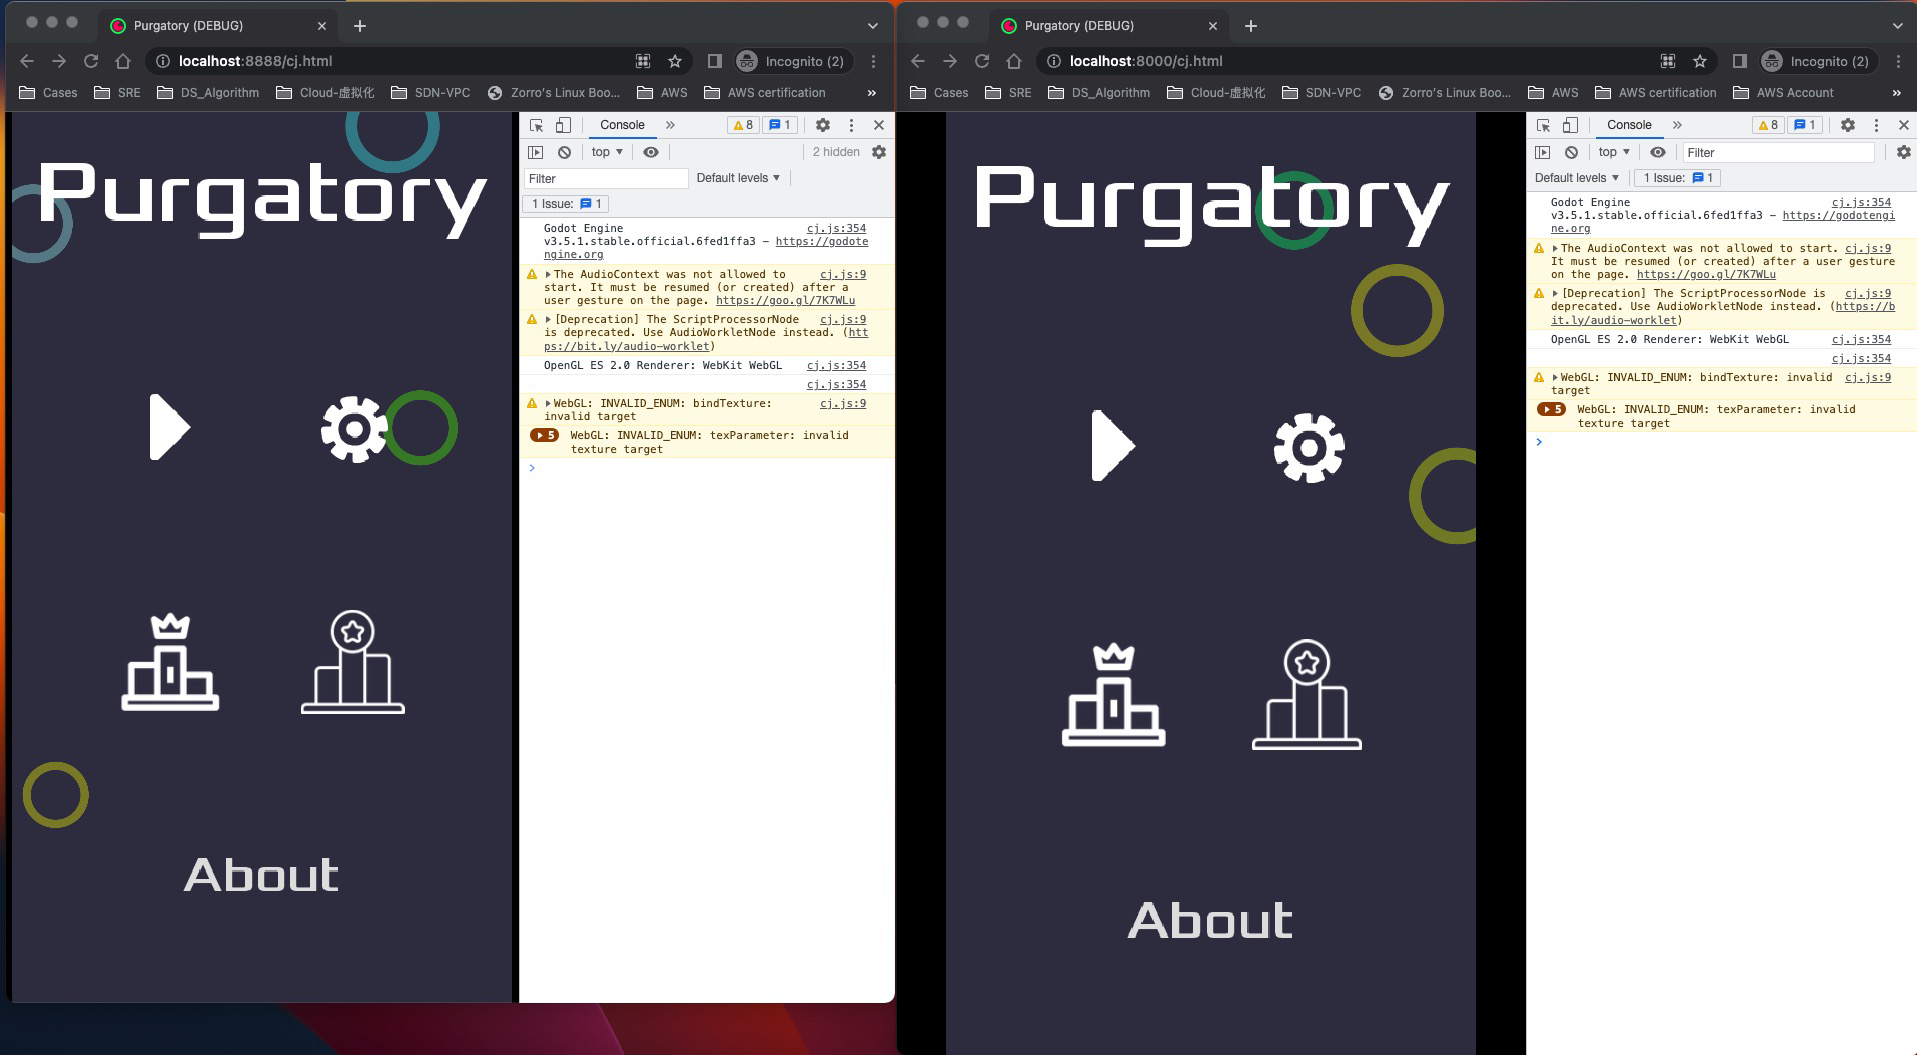 Purgatory (DEBUG)
localhost:8888/cj.html
Incognito (2)
Cases
SRE
DS_Algorithm
Cloud-虚拟化
SDN-VPC
Zorro's Linux Boo...
AWS
AWS certification
»
Purgatory
About
Console
»
8
1
top
2 hidden
Filter
Default levels
1 Issue:
1
Godot Engine
cj.js:354
v3.5.1.stable.official.6fed1ffa3 – https://godote
ngine.org
The AudioContext was not allowed to
cj.js:9
start. It must be resumed (or created) after a
user gesture on the page. https://goo.gl/7K7WLu
[Deprecation] The ScriptProcessorNode
cj.js:9
is deprecated. Use AudioWorkletNode instead. (htt
ps://bit.ly/audio-worklet)
OpenGL ES 2.0 Renderer: WebKit WebGL
cj.js:354
cj.js:354
WebGL: INVALID_ENUM: bindTexture:
cj.js:9
invalid target
5
WebGL: INVALID_ENUM: texParameter: invalid
texture target
Purgatory (DEBUG)
localhost:8000/cj.html
Incognito (2)
Cases
SRE
DS_Algorithm
Cloud-虚拟化
SDN-VPC
Zorro's Linux Boo...
AWS
AWS certification
AWS Account
»
Purgatory
About
Console
»
8
1
top
Filter
Default levels
1 Issue:
1
Godot Engine
cj.js:354
v3.5.1.stable.official.6fed1ffa3 – https://godotengi
ne.org
The AudioContext was not allowed to start.
cj.js:9
It must be resumed (or created) after a user gesture
on the page. https://goo.gl/7K7WLu
[Deprecation] The ScriptProcessorNode is
cj.js:9
deprecated. Use AudioWorkletNode instead. (https://b
it.ly/audio-worklet)
OpenGL ES 2.0 Renderer: WebKit WebGL
cj.js:354
cj.js:354
WebGL: INVALID_ENUM: bindTexture: invalid
cj.js:9
target
5
WebGL: INVALID_ENUM: texParameter: invalid
texture target